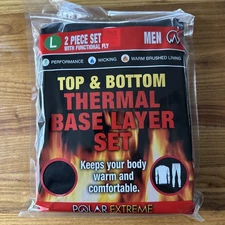 L 2 PIECE SET MEN
WITH FUNCTIONAL FLY
PERFORMANCE WICKING WARM BRUSHED LINING
TOP & BOTTOM
THERMAL
BASE LAYER
SET
Keeps your body
warm and
comfortable.
POLAR EXTREME